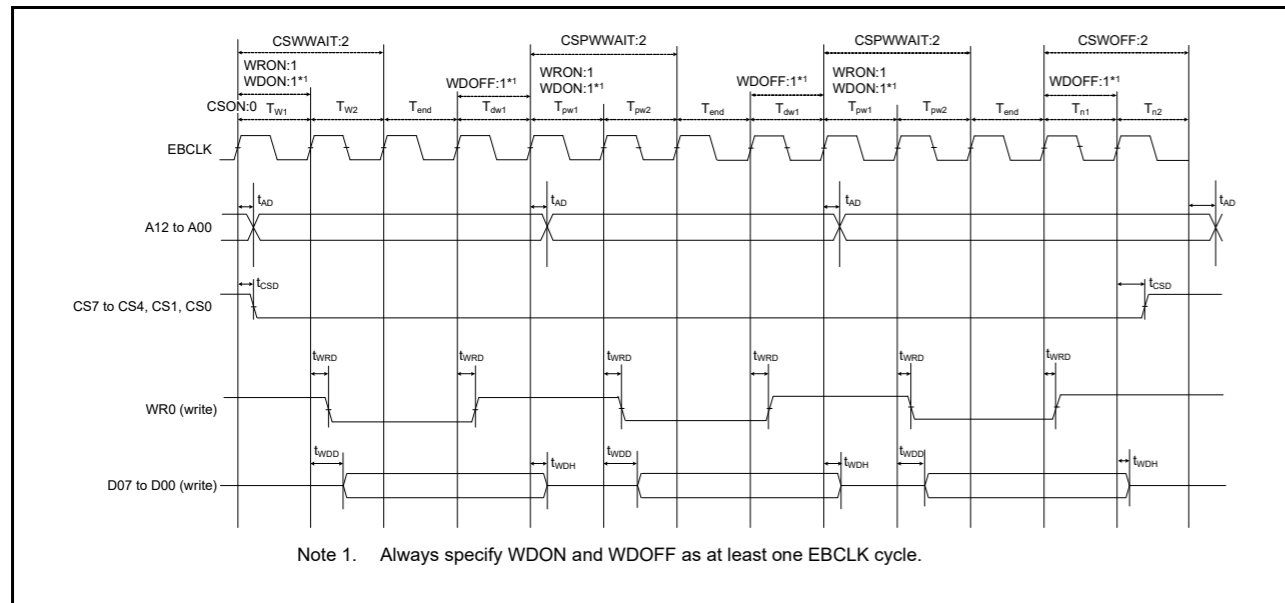 CSWWAIT:2 CSPWWAIT:2 CSPWWAIT:2 CSWOFF:2
WRON:1 WRON:1 WRON:1
WDON:1*1 WDOFF:1*1 WDON:1*1 WDOFF:1*1 WDON:1*1 WDOFF:1*1
CSON:0
TW1 TW2 Tend Tdw1 Tpw1 Tpw2 Tend Tdw1 Tpw1 Tpw2 Tend Tn1 Tn2
EBCLK
tAD tAD tAD tAD
A12 to A00
tCSD tCSD
CS7 to CS4, CS1, CS0
tWRD tWRD tWRD tWRD tWRD tWRD
WR0 (write)
tWDD tWDH tWDD tWDH tWDD tWDH
D07 to D00 (write)
Note 1. Always specify WDON and WDOFF as at least one EBCLK cycle.